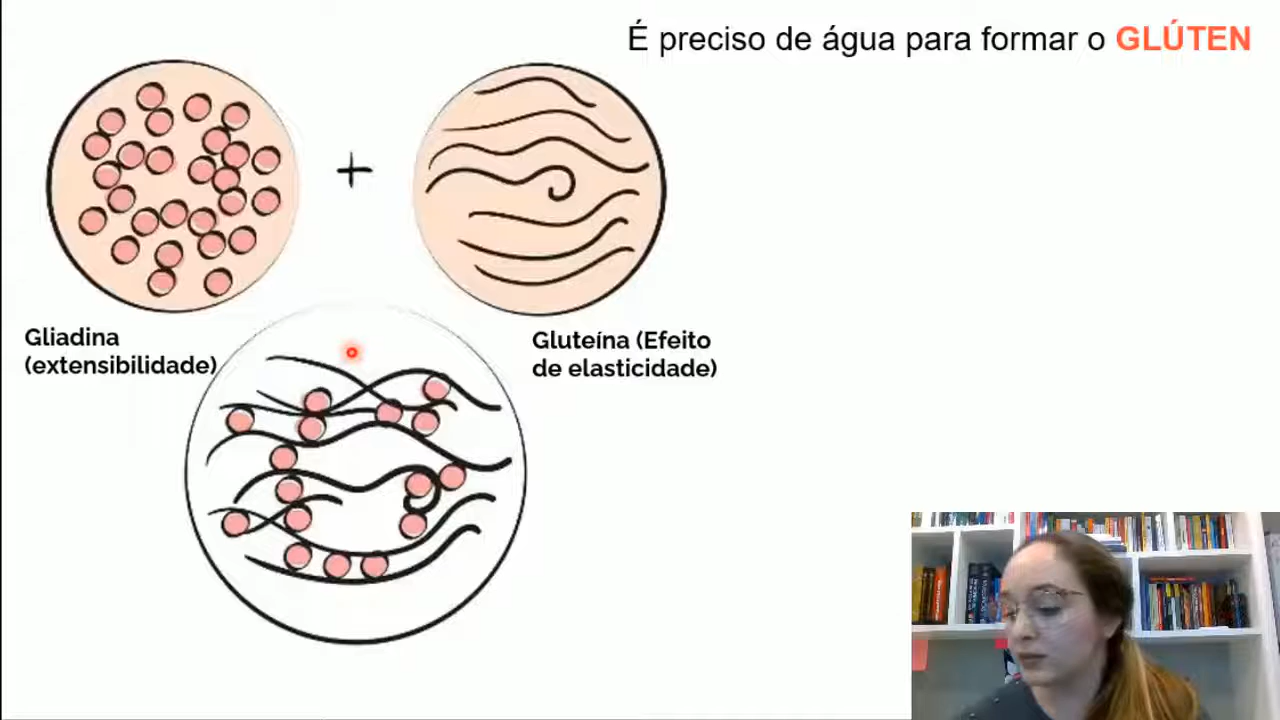 É preciso de água para formar o GLÚTEN
+
Gliadina
(extensibilidade)
Gluteína (Efeito
de elasticidade)